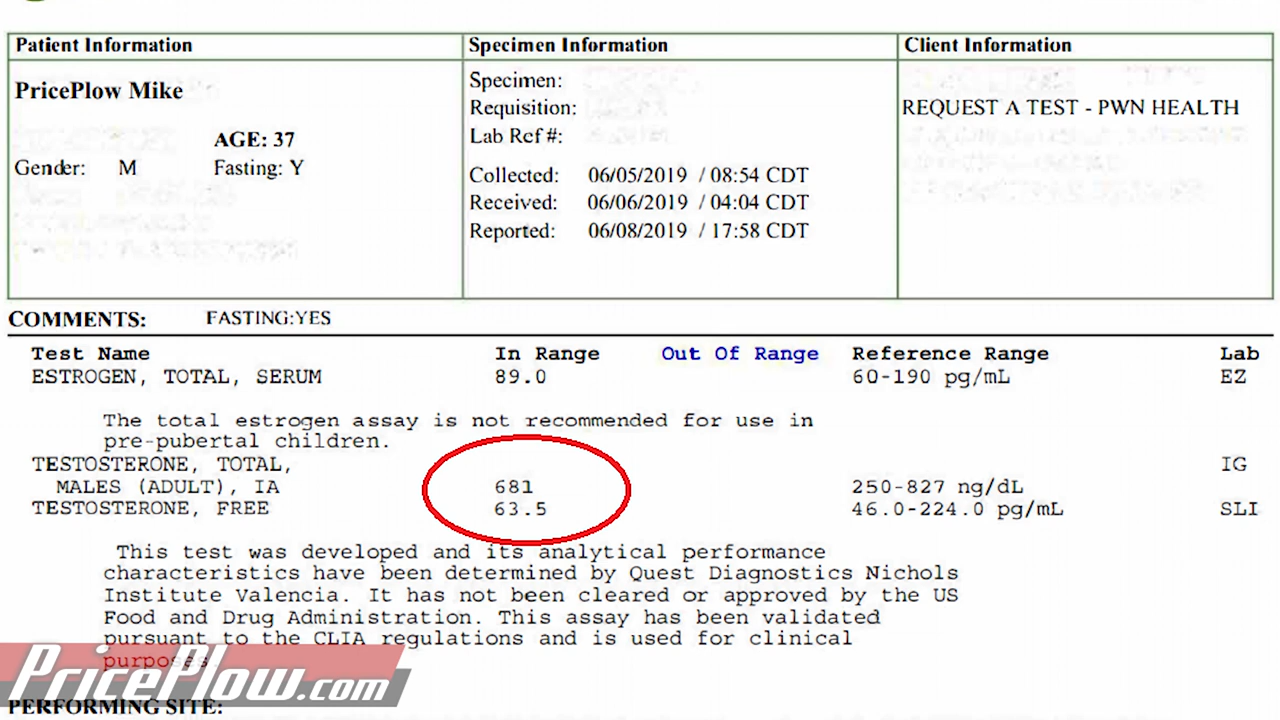 Patient Information
Specimen Information
Client Information
PricePlow Mike
AGE: 37
Gender: M
Fasting: Y
Specimen:
Requisition:
Lab Ref #:
Collected: 06/05/2019 / 08:54 CDT
Received: 06/06/2019 / 04:04 CDT
Reported: 06/08/2019 / 17:58 CDT
REQUEST A TEST - PWN HEALTH
COMMENTS: FASTING:YES
Test Name In Range Out Of Range Reference Range Lab
ESTROGEN, TOTAL, SERUM 89.0 60-190 pg/mL EZ
The total estrogen assay is not recommended for use in
pre-pubertal children.
TESTOSTERONE, TOTAL, IG
MALES (ADULT), IA 681 250-827 ng/dL
TESTOSTERONE, FREE 63.5 46.0-224.0 pg/mL SLI
This test was developed and its analytical performance
characteristics have been determined by Quest Diagnostics Nichols
Institute Valencia. It has not been cleared or approved by the US
Food and Drug Administration. This assay has been validated
pursuant to the CLIA regulations and is used for clinical
purposes.
PricePlow.com
PERFORMING SITE: